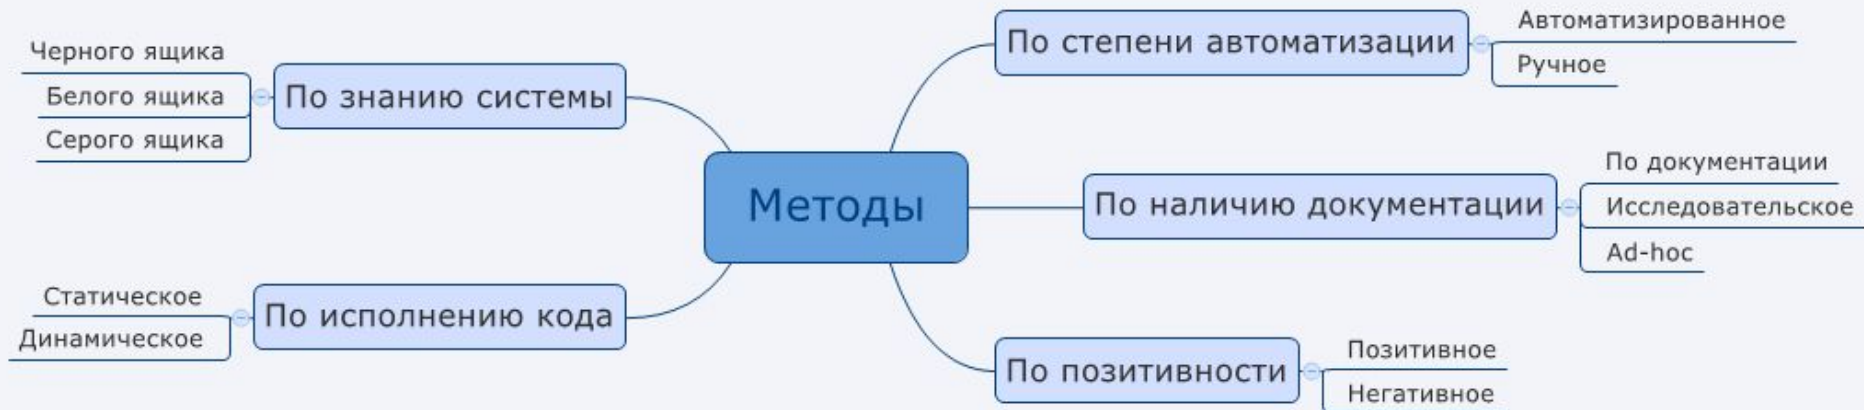 Методы
По знанию системы
Черного ящика
Белого ящика
Серого ящика
По исполнению кода
Статическое
Динамическое
По степени автоматизации
Автоматизированное
Ручное
По наличию документации
По документации
Исследовательское
Ad-hoc
По позитивности
Позитивное
Негативное